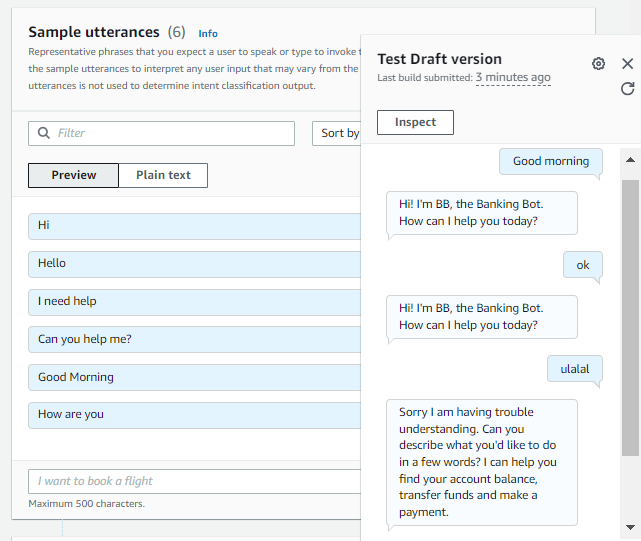 Sample utterances (6) Info
Representative phrases that you expect a user to speak or type to invoke t
the sample utterances to interpret any user input that may vary from the
utterances is not used to determine intent classification output.
Filter
Sort by
Preview
Plain text
Hi
Hello
I need help
Can you help me?
Good Morning
How are you
I want to book a flight
Maximum 500 characters.
Test Draft version
Last build submitted: 3 minutes ago
Inspect
Good morning
Hi! I'm BB, the Banking Bot.
How can I help you today?
ok
Hi! I'm BB, the Banking Bot.
How can I help you today?
ulalal
Sorry I am having trouble
understanding. Can you
describe what you'd like to do
in a few words? I can help you
find your account balance,
transfer funds and make a
payment.